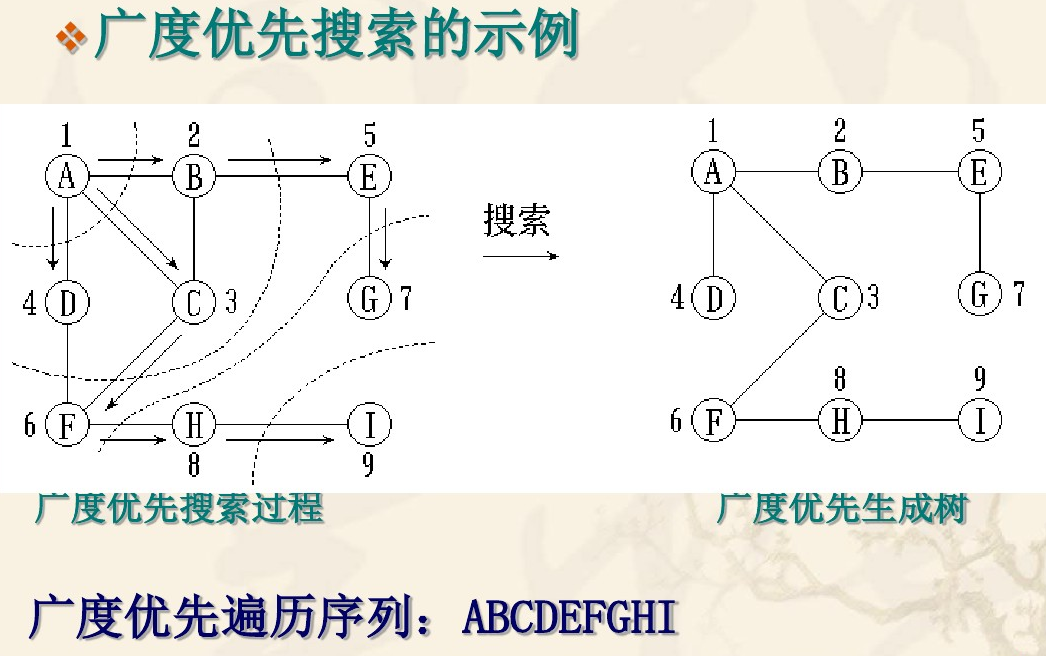 广度优先搜索的示例
1 2 5
A B E
搜索
4 D C 3 G 7
6 F H I
8 9
1 2 5
A B E
4 D C 3 G 7
8 9
6 F H I
广度优先搜索过程
广度优先生成树
广度优先遍历序列：ABCDEFGHI